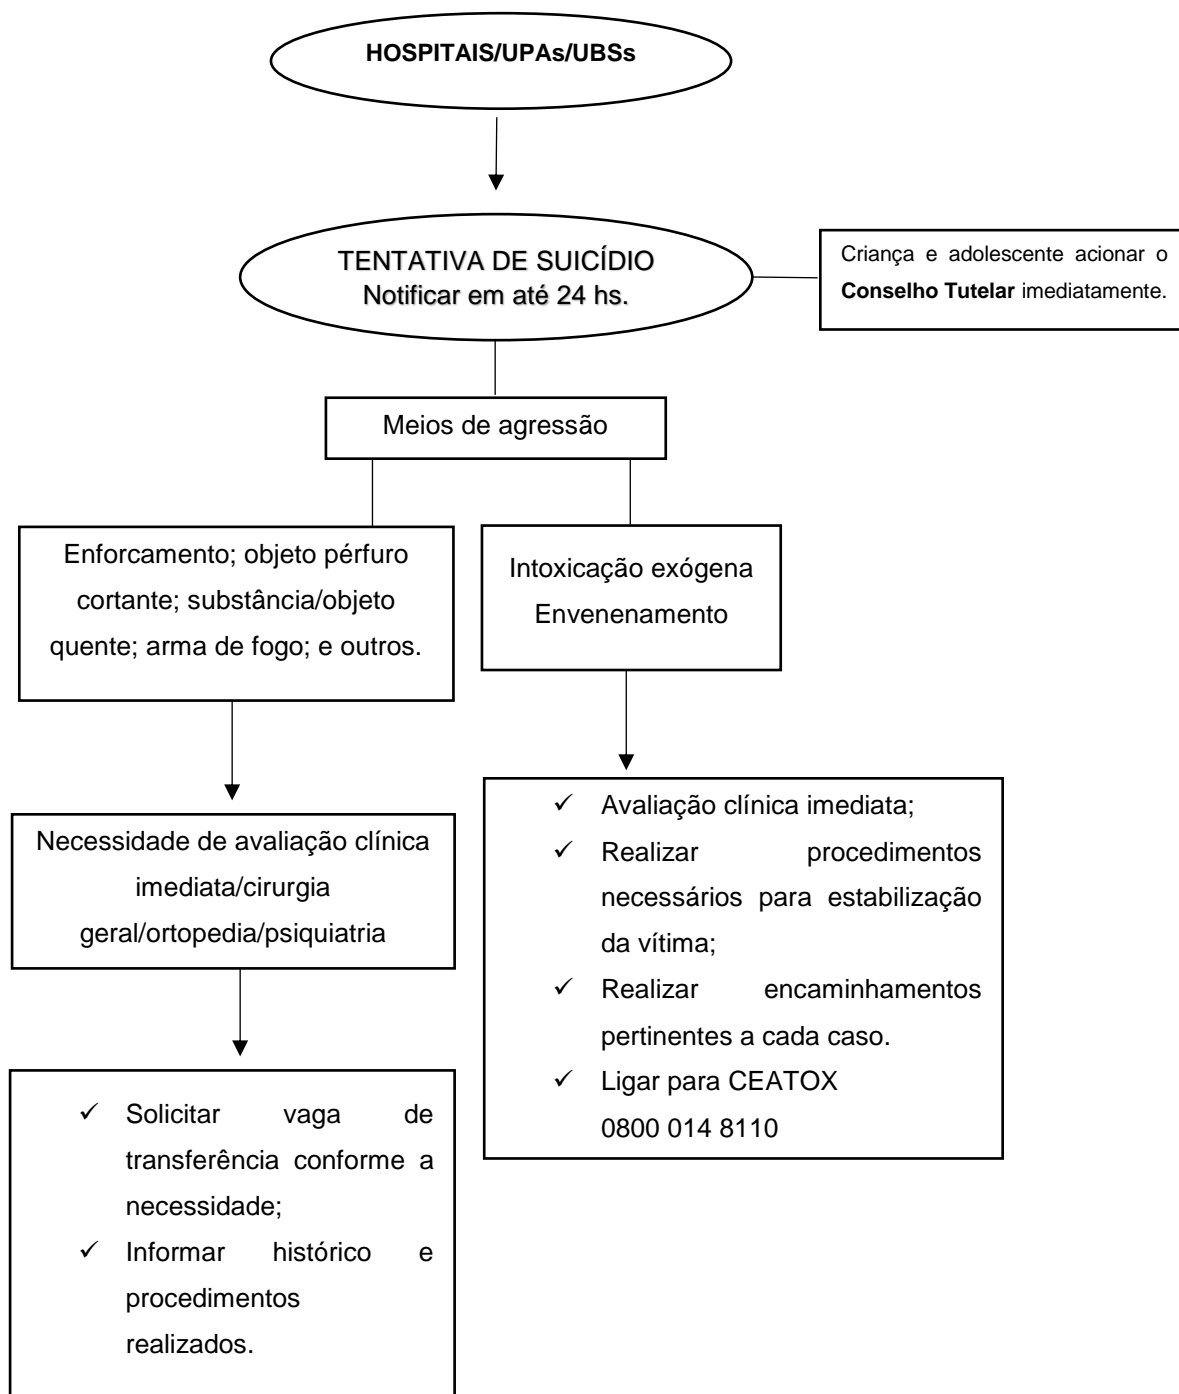 HOSPITAIS/UPAs/UBSs
TENTATIVA DE SUICÍDIO
Notificar em até 24 hs.
Criança e adolescente acionar o
Conselho Tutelar imediatamente.
Meios de agressão
Enforcamento; objeto pérfuro
cortante; substância/objeto
quente; arma de fogo; e outros.
Intoxicação exógena
Envenenamento
Necessidade de avaliação clínica
imediata/cirurgia
geral/ortopedia/psiquiatria
✓ Avaliação clínica imediata;
✓ Realizar procedimentos
necessários para estabilização
da vítima;
✓ Realizar encaminhamentos
pertinentes a cada caso.
✓ Ligar para CEATOX
0800 014 8110
✓ Solicitar vaga de
transferência conforme a
necessidade;
✓ Informar histórico e
procedimentos
realizados.